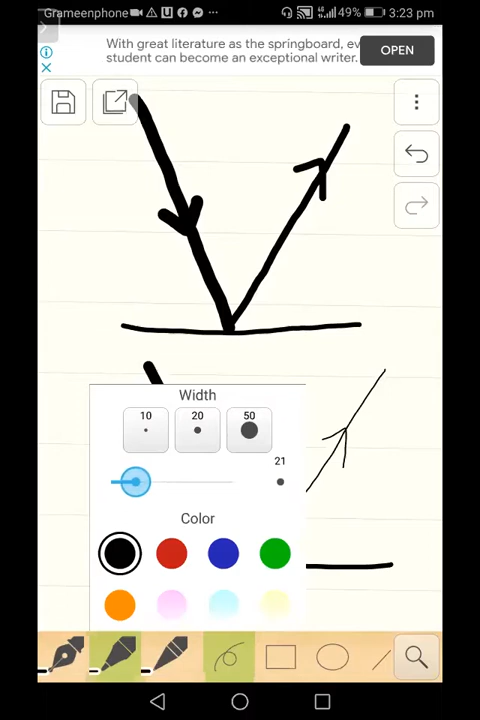 Grameenphone 49% 3:23 pm
With great literature as the springboard, ev
student can become an exceptional writer.
OPEN
Width
10 20 50
21
Color